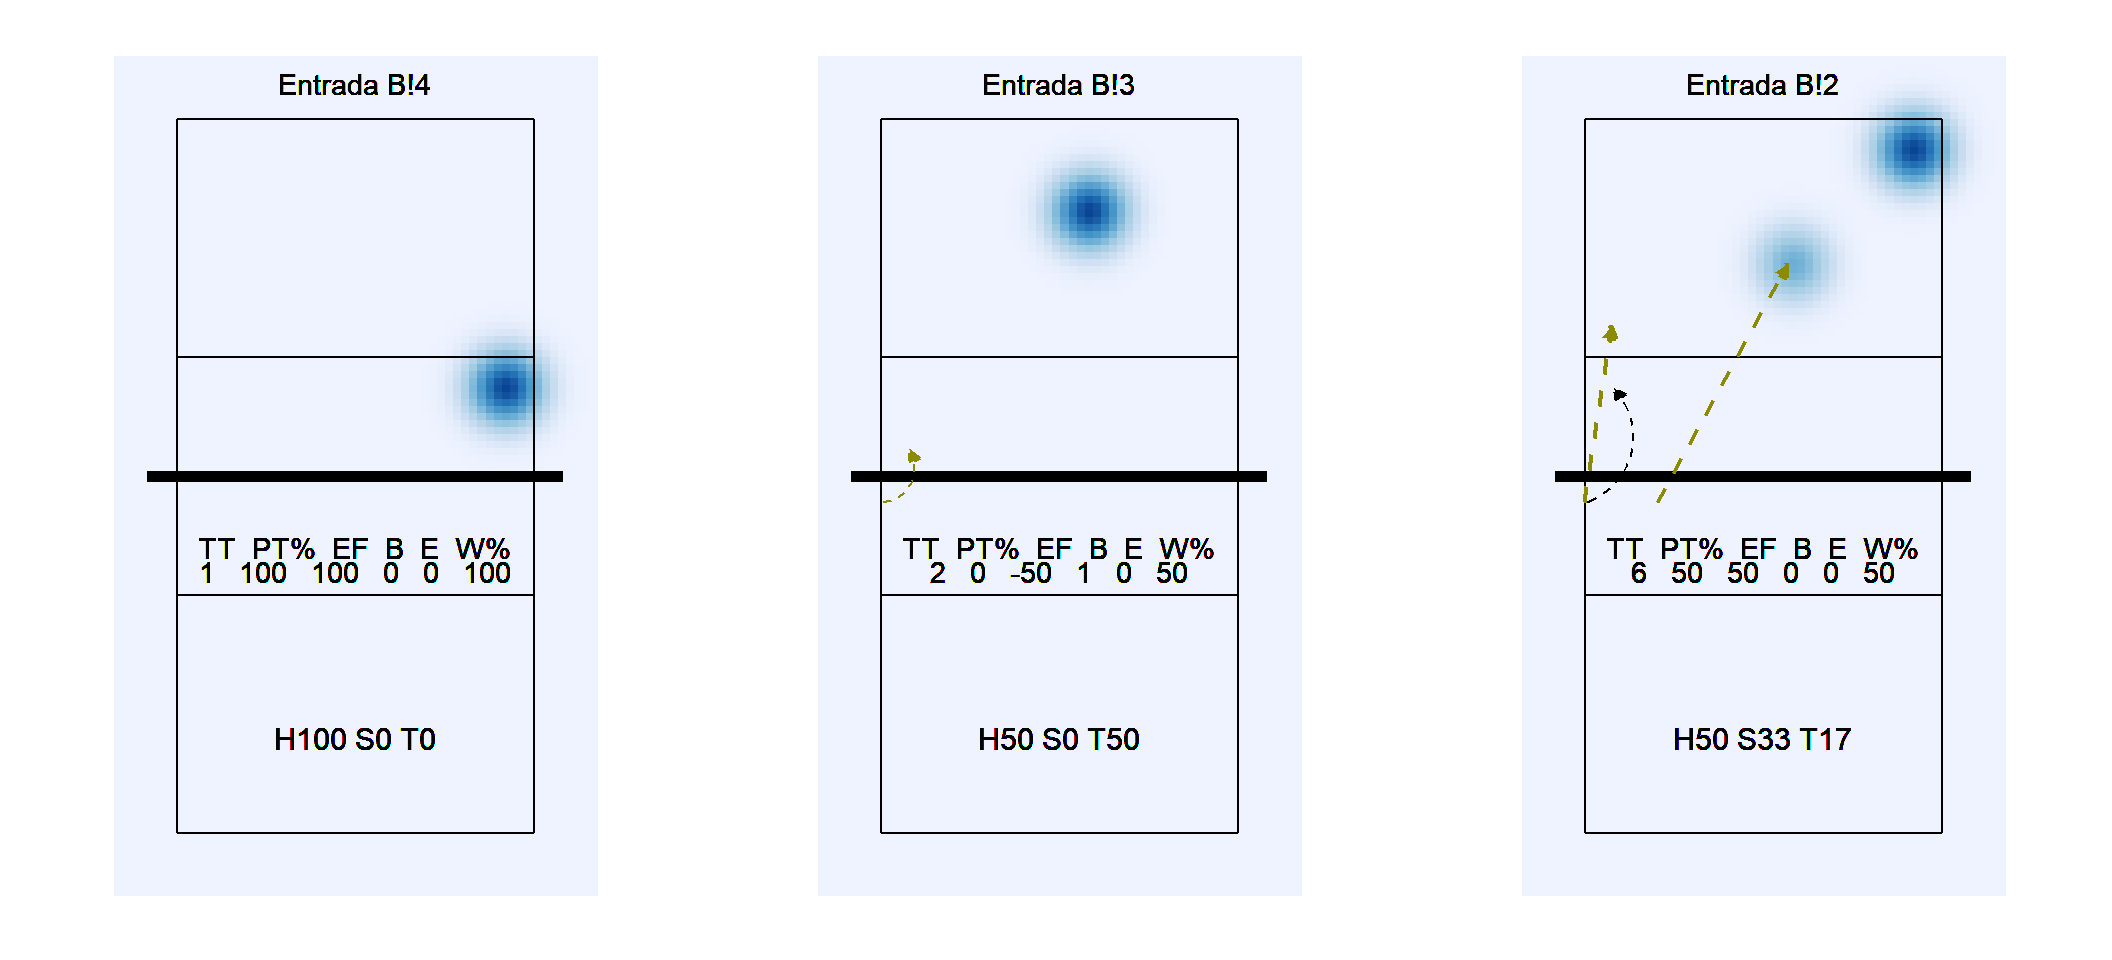 Entrada B!4
TT PT% EF B E W%
1 100 100 0 0 100
H100 S0 T0
Entrada B!3
TT PT% EF B E W%
2 0 -50 1 0 50
H50 S0 T50
Entrada B!2
TT PT% EF B E W%
6 50 50 0 0 50
H50 S33 T17